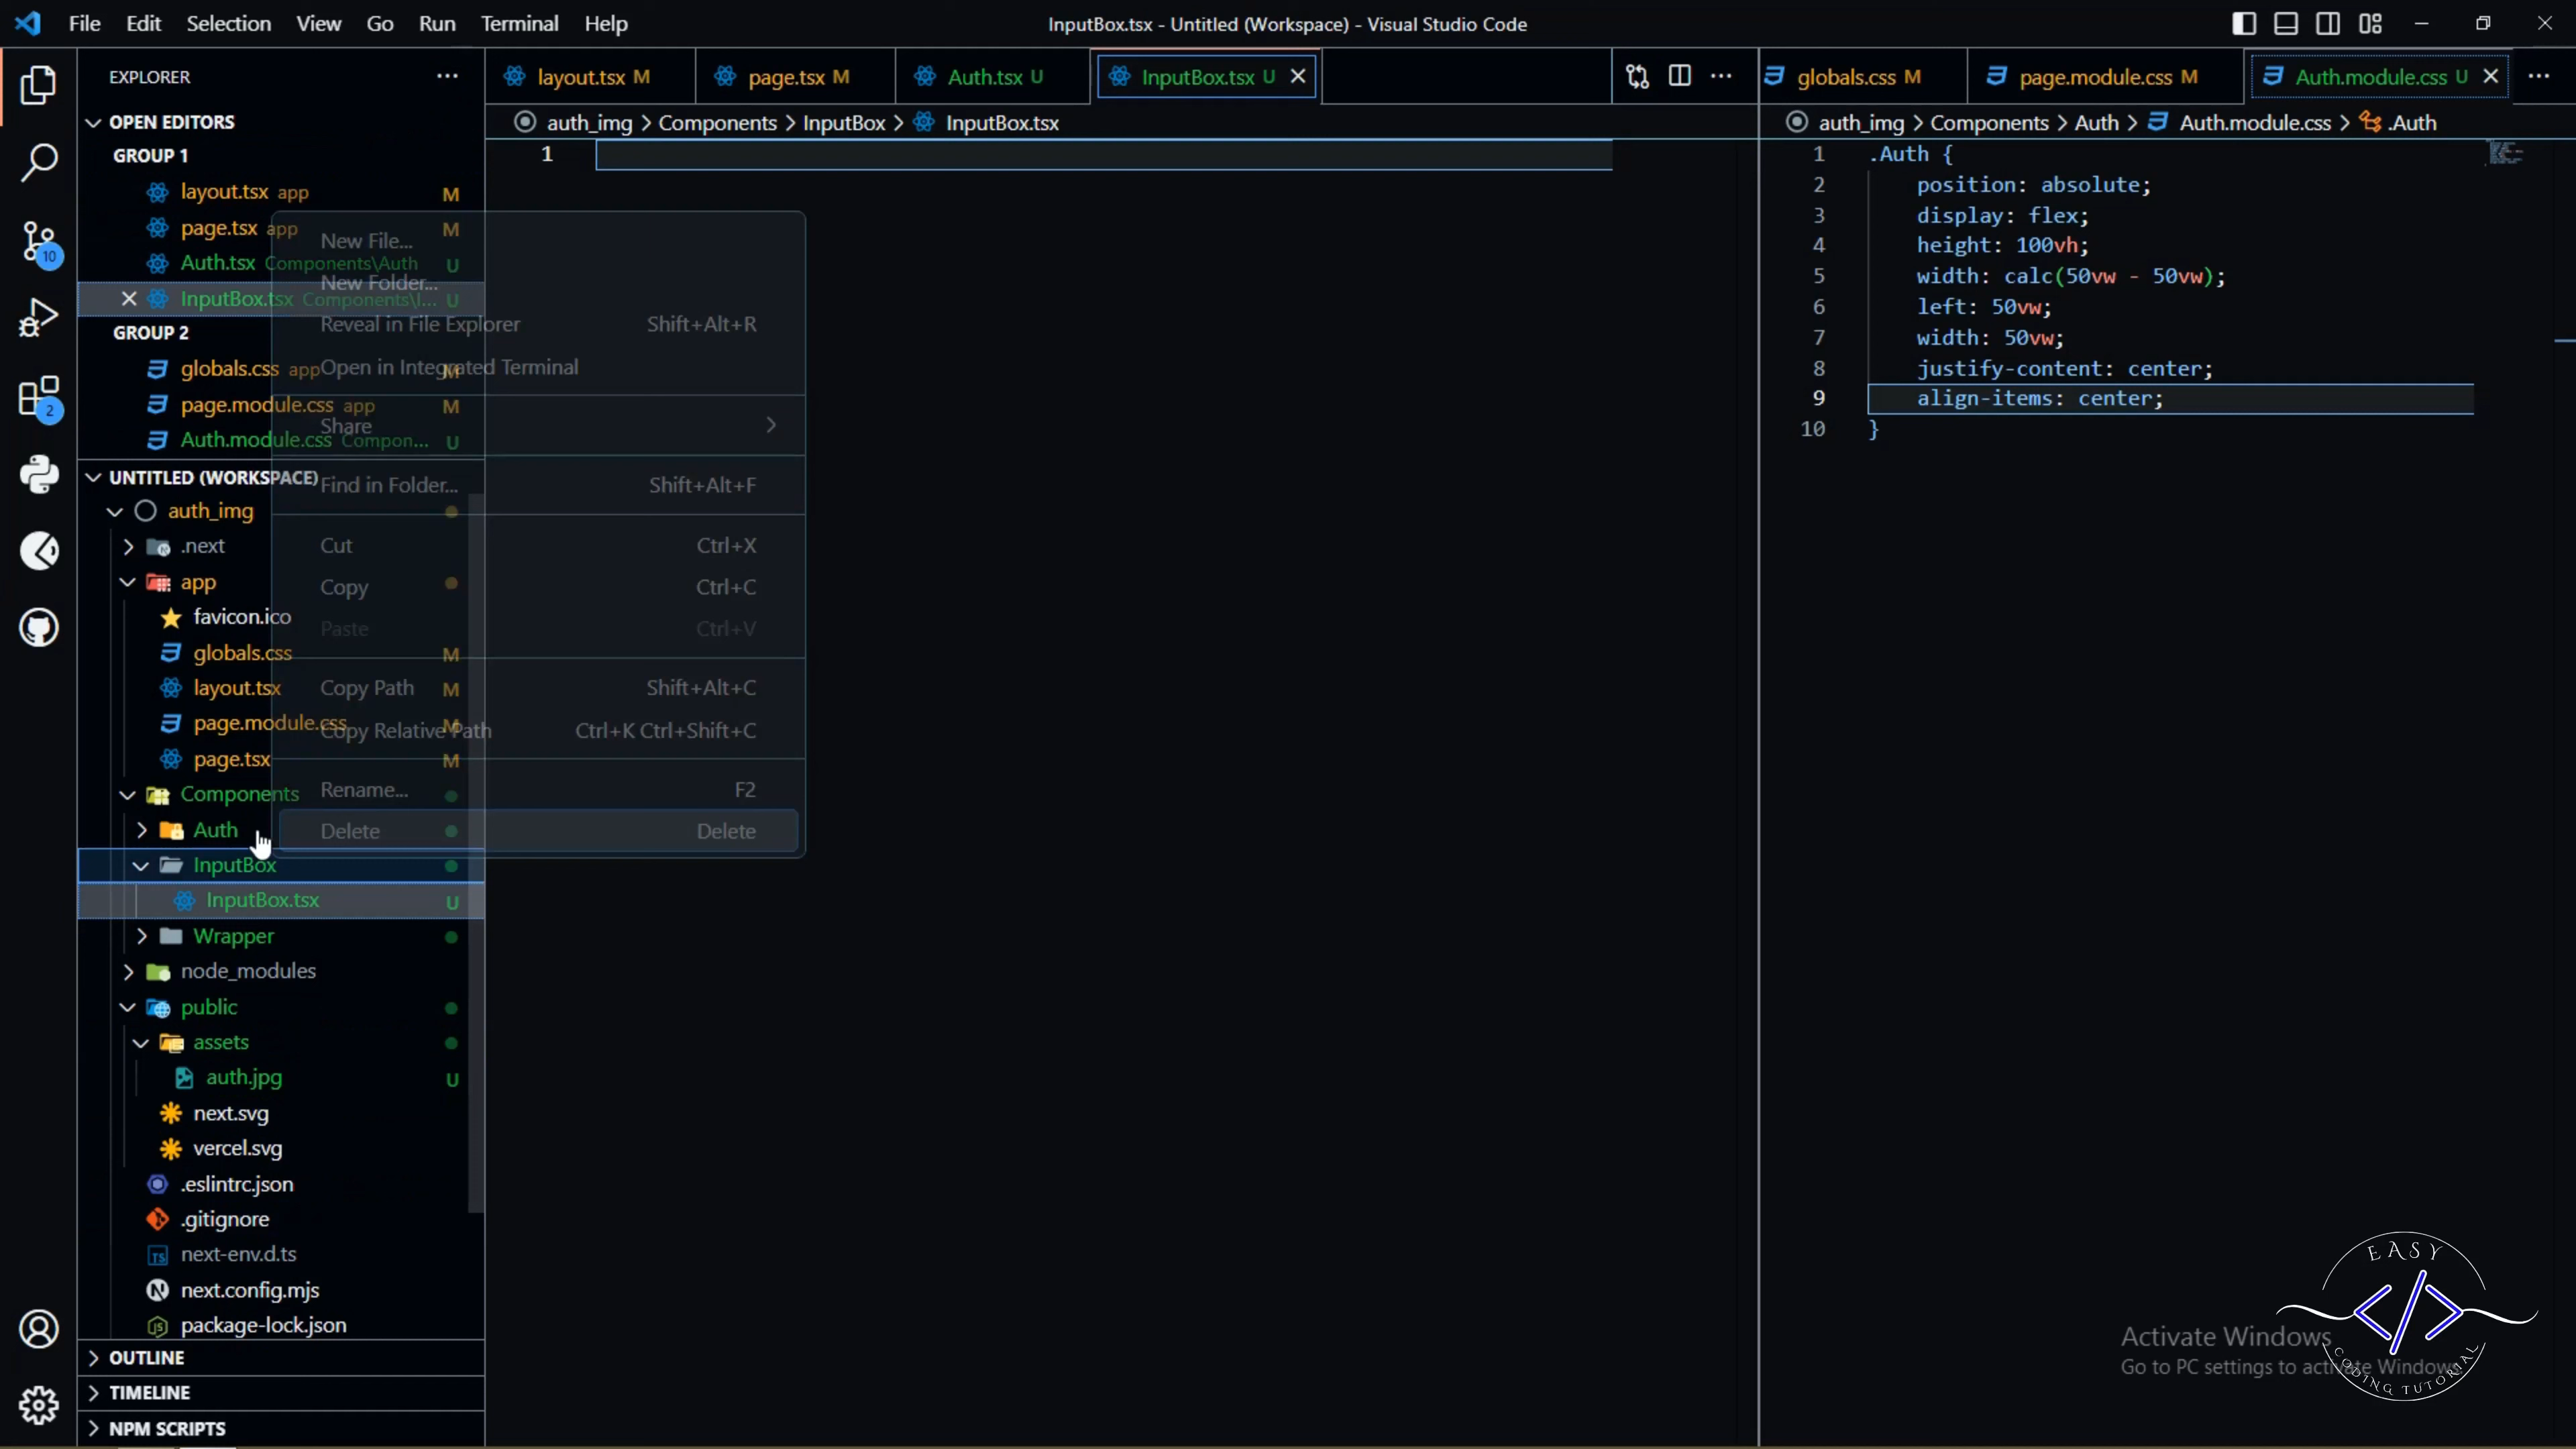 File Edit Selection View Go Run Terminal Help
InputBox.tsx - Untitled (Workspace) - Visual Studio Code
EXPLORER
OPEN EDITORS
GROUP 1
layout.tsx app M
page.tsx app M
Auth.tsx Components\Auth U
InputBox.tsx Components\I... U
GROUP 2
globals.css app M
page.module.css app M
Auth.module.css Compon... U
UNTITLED (WORKSPACE)
auth_img
.next
app
favicon.ico
globals.css M
layout.tsx M
page.module.css M
page.tsx M
Components
Auth
InputBox
InputBox.tsx U
Wrapper
node_modules
public
assets
auth.jpg U
next.svg
vercel.svg
.eslintrc.json
.gitignore
next-env.d.ts
next.config.mjs
package-lock.json
OUTLINE
TIMELINE
NPM SCRIPTS
10
2
New File...
New Folder...
Reveal in File Explorer Shift+Alt+R
Open in Integrated Terminal
Share
Find in Folder... Shift+Alt+F
Cut Ctrl+X
Copy Ctrl+C
Paste Ctrl+V
Copy Path Shift+Alt+C
Copy Relative Path Ctrl+K Ctrl+Shift+C
Rename... F2
Delete Delete
layout.tsx M page.tsx M Auth.tsx U InputBox.tsx U
auth_img > Components > InputBox > InputBox.tsx
1
globals.css M page.module.css M Auth.module.css U
auth_img > Components > Auth > Auth.module.css > .Auth
1 .Auth {
2 position: absolute;
3 display: flex;
4 height: 100vh;
5 width: calc(50vw - 50vw);
6 left: 50vw;
7 width: 50vw;
8 justify-content: center;
9 align-items: center;
10 }
Activate Windows
Go to PC settings to activate Windows.
EASY
</>
CODING TUTORIAL